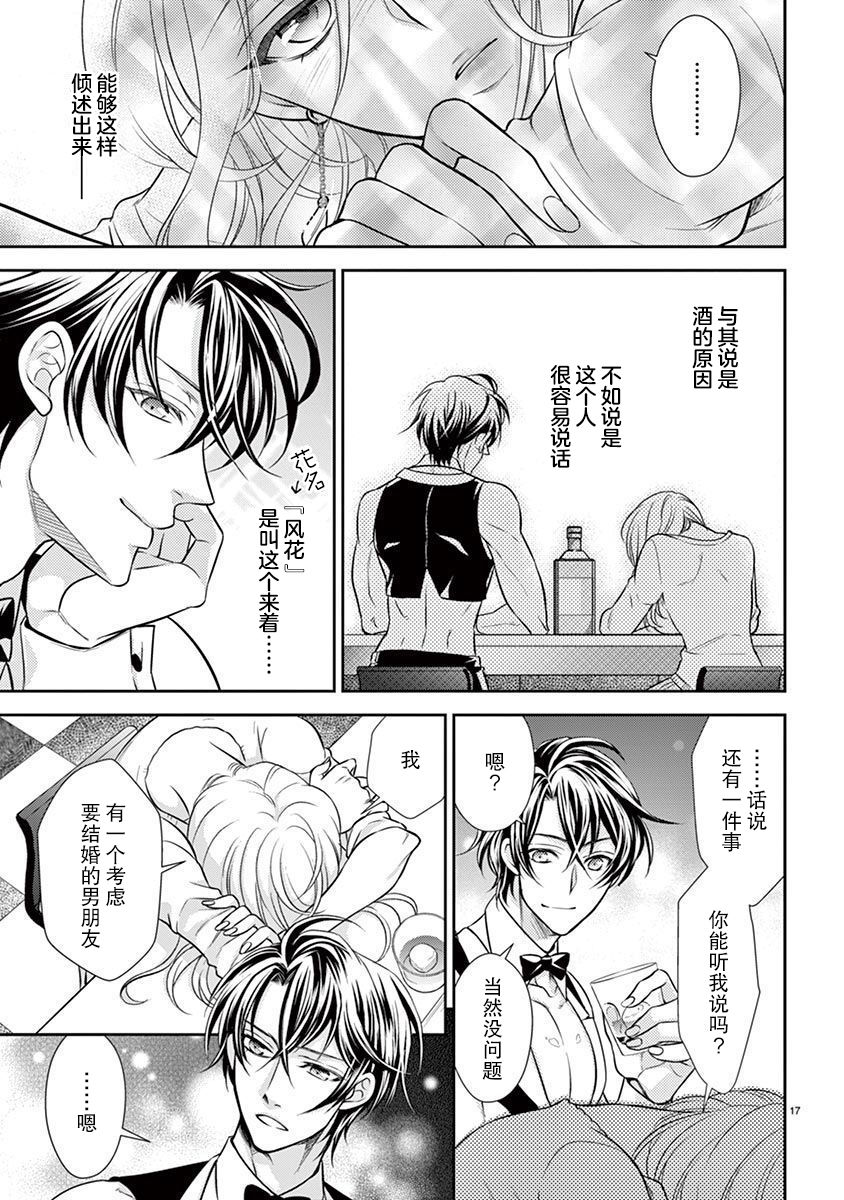 …………
能够这样
倾述出来——
与其说是
酒的原因
不如说是
这个人
很容易说话
花名
『风花』
是叫这个来着……
……话说
还有一件事
你能听我说吗？
嗯？
当然没问题
我
有一个考虑
要结婚的男朋友
……嗯
17